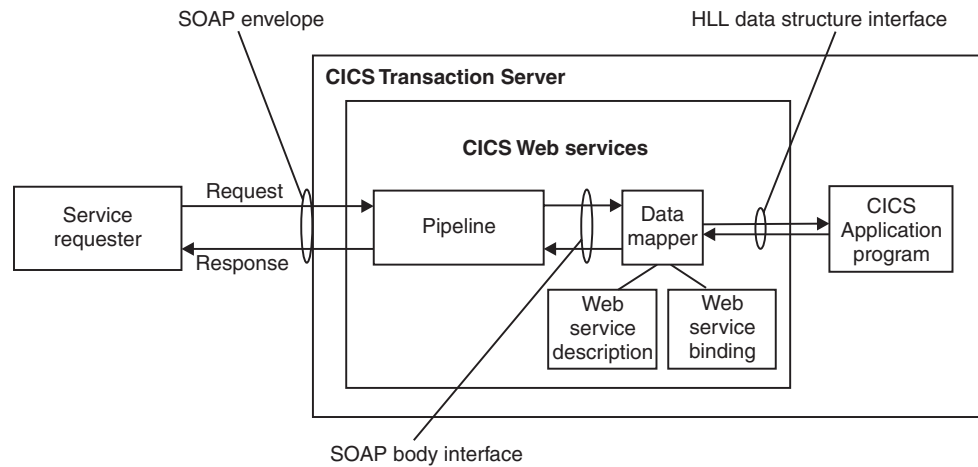 SOAP envelope
HLL data structure interface
CICS Transaction Server
CICS Web services
Request
Response
Service
requester
Pipeline
Data
mapper
CICS
Application
program
Web
service
description
Web
service
binding
SOAP body interface